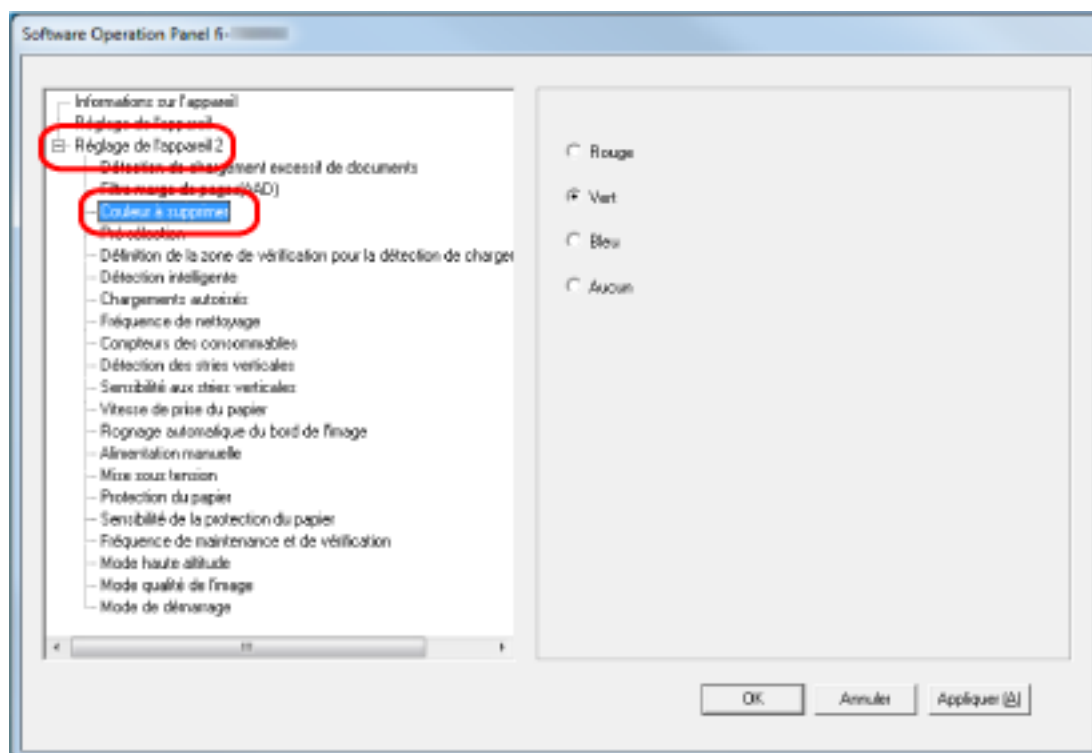 Software Operation Panel fi-
Informations sur l'appareil
Réglage de l'appareil
Réglage de l'appareil 2
Détection de chargement excessif de documents
Filtre marge de pages(AAD)
Couleur à supprimer
Pré-sélection
Définition de la zone de vérification pour la détection de charger
Détection intelligente
Chargements autorisés
Fréquence de nettoyage
Compteurs des consommables
Détection des stries verticales
Sensibilité aux stries verticales
Vitesse de prise du papier
Rognage automatique du bord de l'image
Alimentation manuelle
Mise sous tension
Protection du papier
Sensibilité de la protection du papier
Fréquence de maintenance et de vérification
Mode haute altitude
Mode qualité de l'image
Mode de démarrage
Rouge
Vert
Bleu
Aucun
OK
Annuler
Appliquer (A)